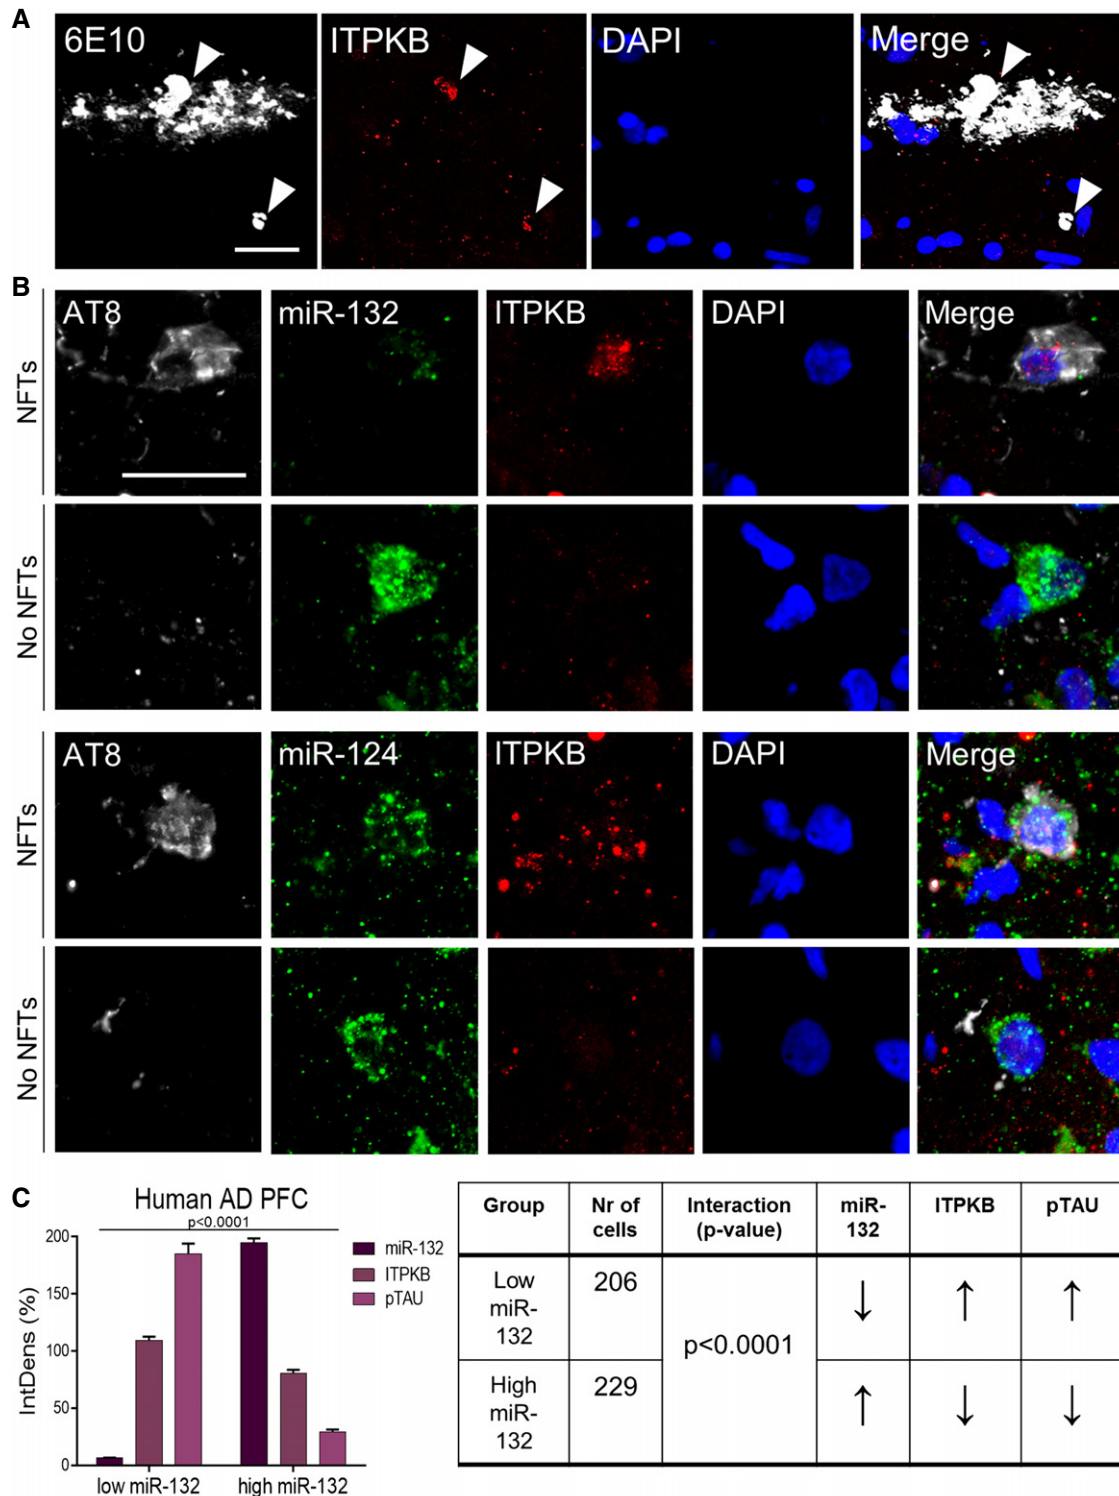 A
6E10
ITPKB
DAPI
Merge
B
NFTs
AT8
miR-132
ITPKB
DAPI
Merge
No NFTs
NFTs
AT8
miR-124
ITPKB
DAPI
Merge
No NFTs
C
Human AD PFC
p<0.0001
IntDens (%)
200
150
100
50
0
low miR-132
high miR-132
miR-132
ITPKB
pTAU
Group
Nr of
cells
Interaction
(p-value)
miR-
132
ITPKB
pTAU
Low
miR-
132
206
p<0.0001
↓
↑
↑
High
miR-
132
229
↑
↓
↓